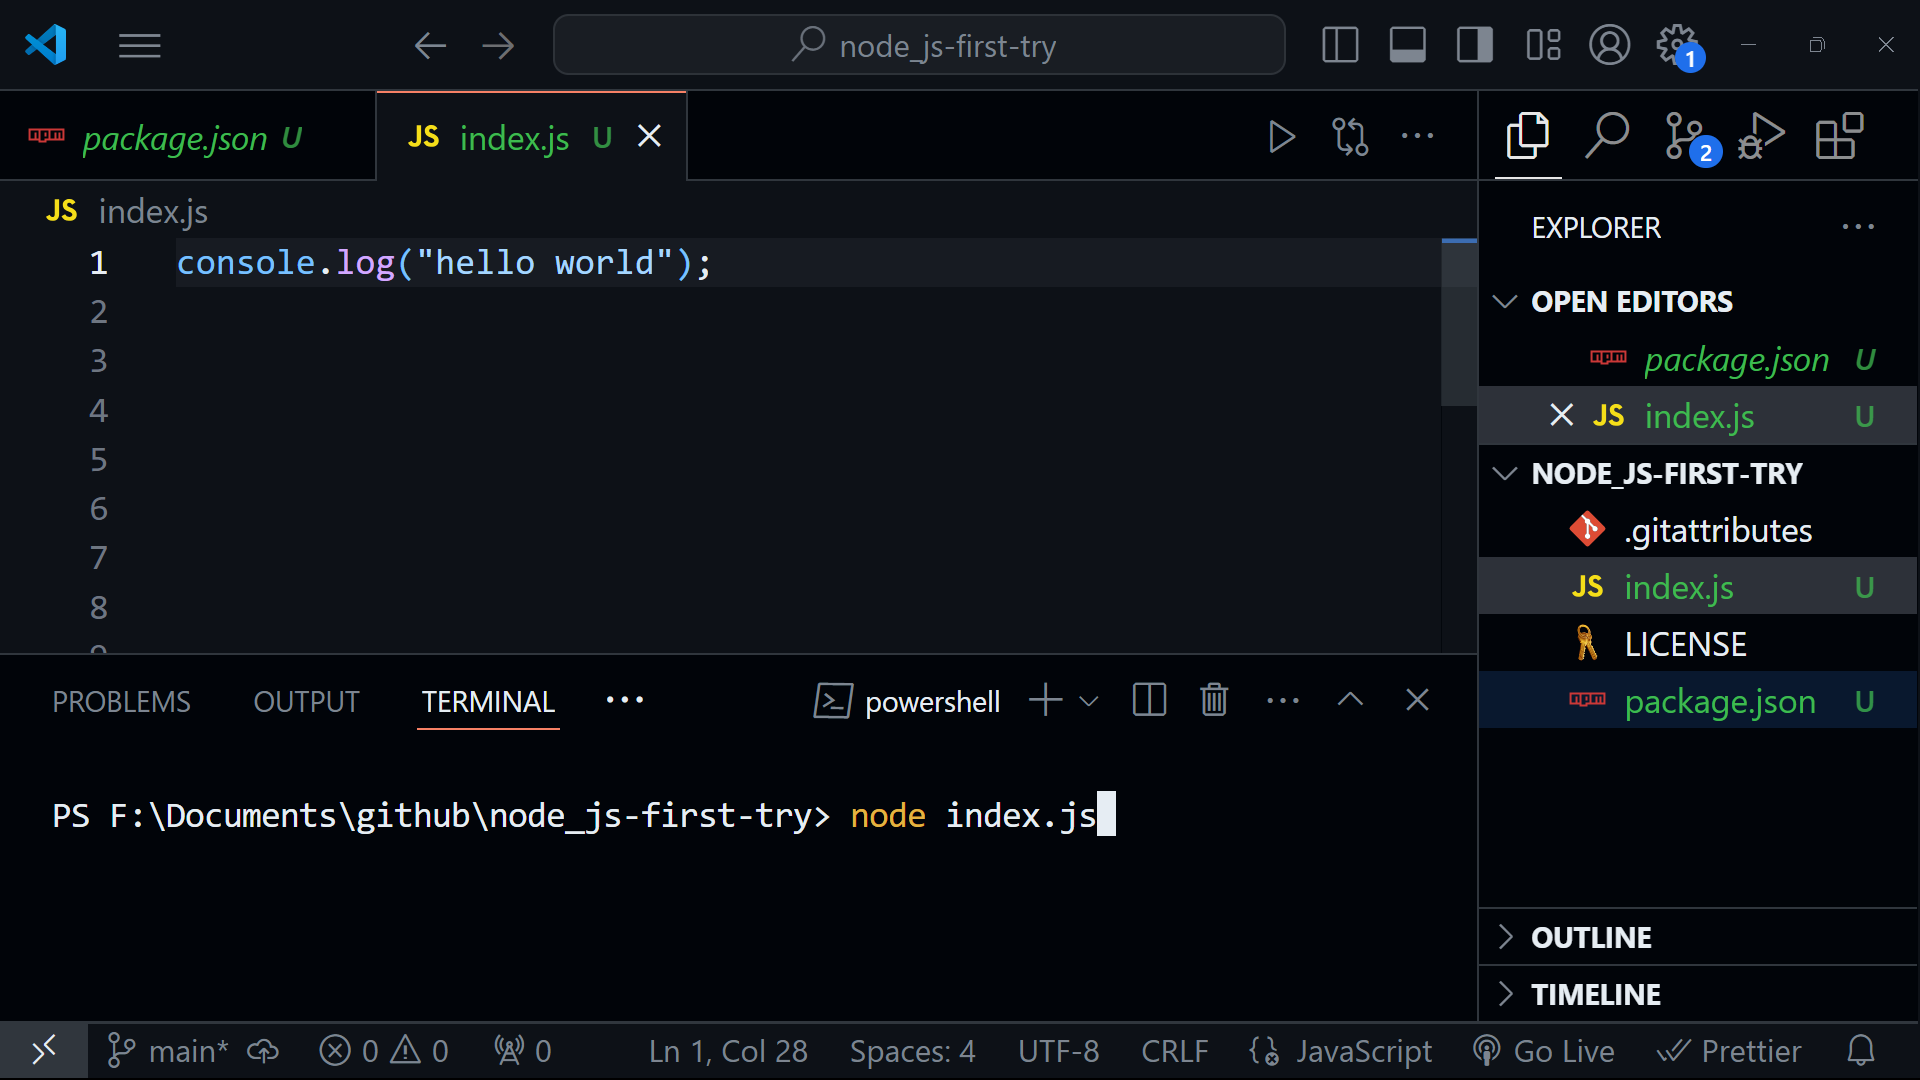 node_js-first-try
1
package.json U
JS index.js U
2
JS index.js
1 console.log("hello world");
2
3
4
5
6
7
8
EXPLORER
OPEN EDITORS
package.json U
JS index.js U
NODE_JS-FIRST-TRY
.gitattributes
JS index.js U
LICENSE
package.json U
OUTLINE
TIMELINE
PROBLEMS OUTPUT TERMINAL
powershell
PS F:\Documents\github\node_js-first-try> node index.js
main* 0 0 0 Ln 1, Col 28 Spaces: 4 UTF-8 CRLF JavaScript Go Live Prettier